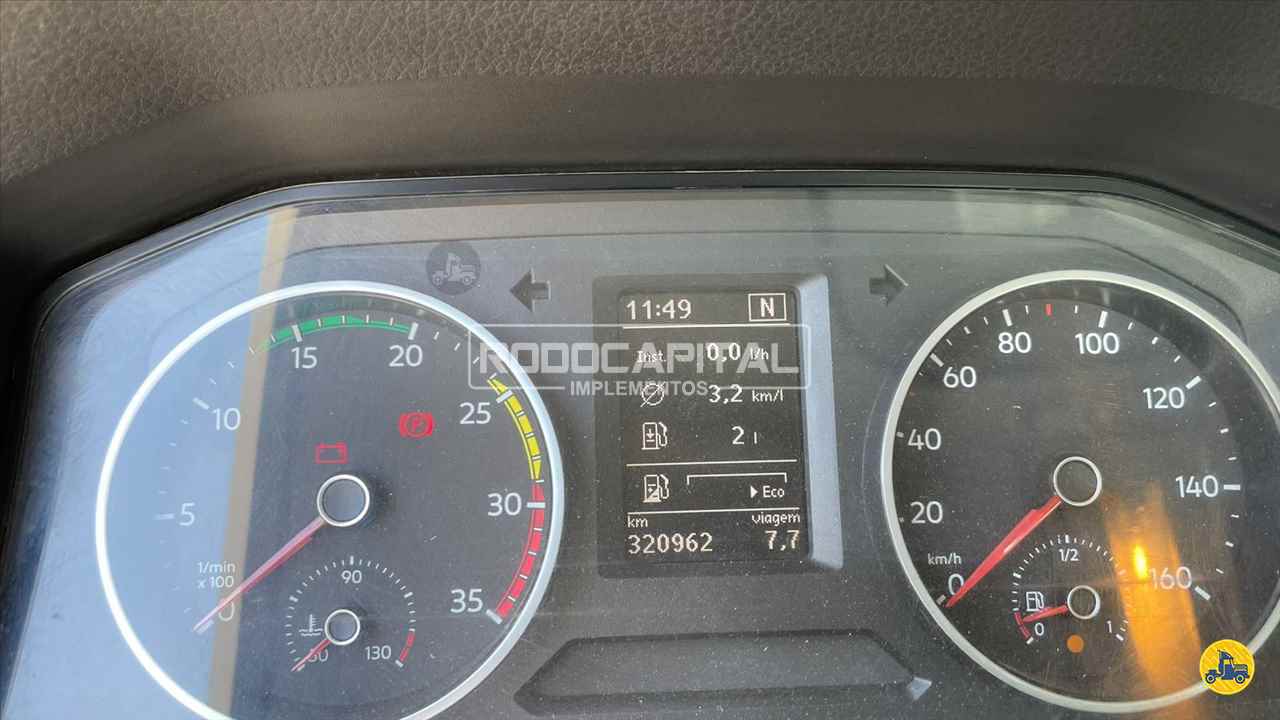 11:49 N
Inst. 0,0 l/h
3,2 km/l
2 l
Eco
km viagem
320962 7,7
RODOCAPITAL
IMPLEMENTOS
0
5
10
15
20
25
30
35
1/min
x 100
90
50
130
P
0
20
40
60
80
100
120
140
160
km/h
1/2
0
1